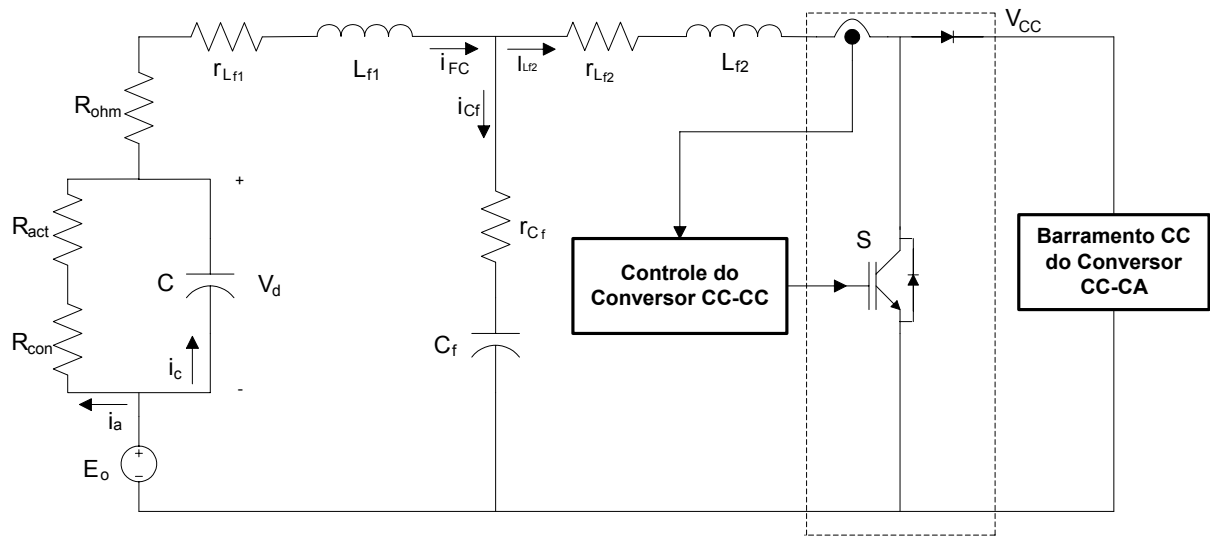 r_Lf1
L_f1
i_FC
I_Lf2
r_Lf2
L_f2
V_CC
R_ohm
i_Cf
+
R_act
C
V_d
r_Cf
Controle do
Conversor CC-CC
S
Barramento CC
do Conversor
CC-CA
R_con
i_c
C_f
-
i_a
E_o
+
−